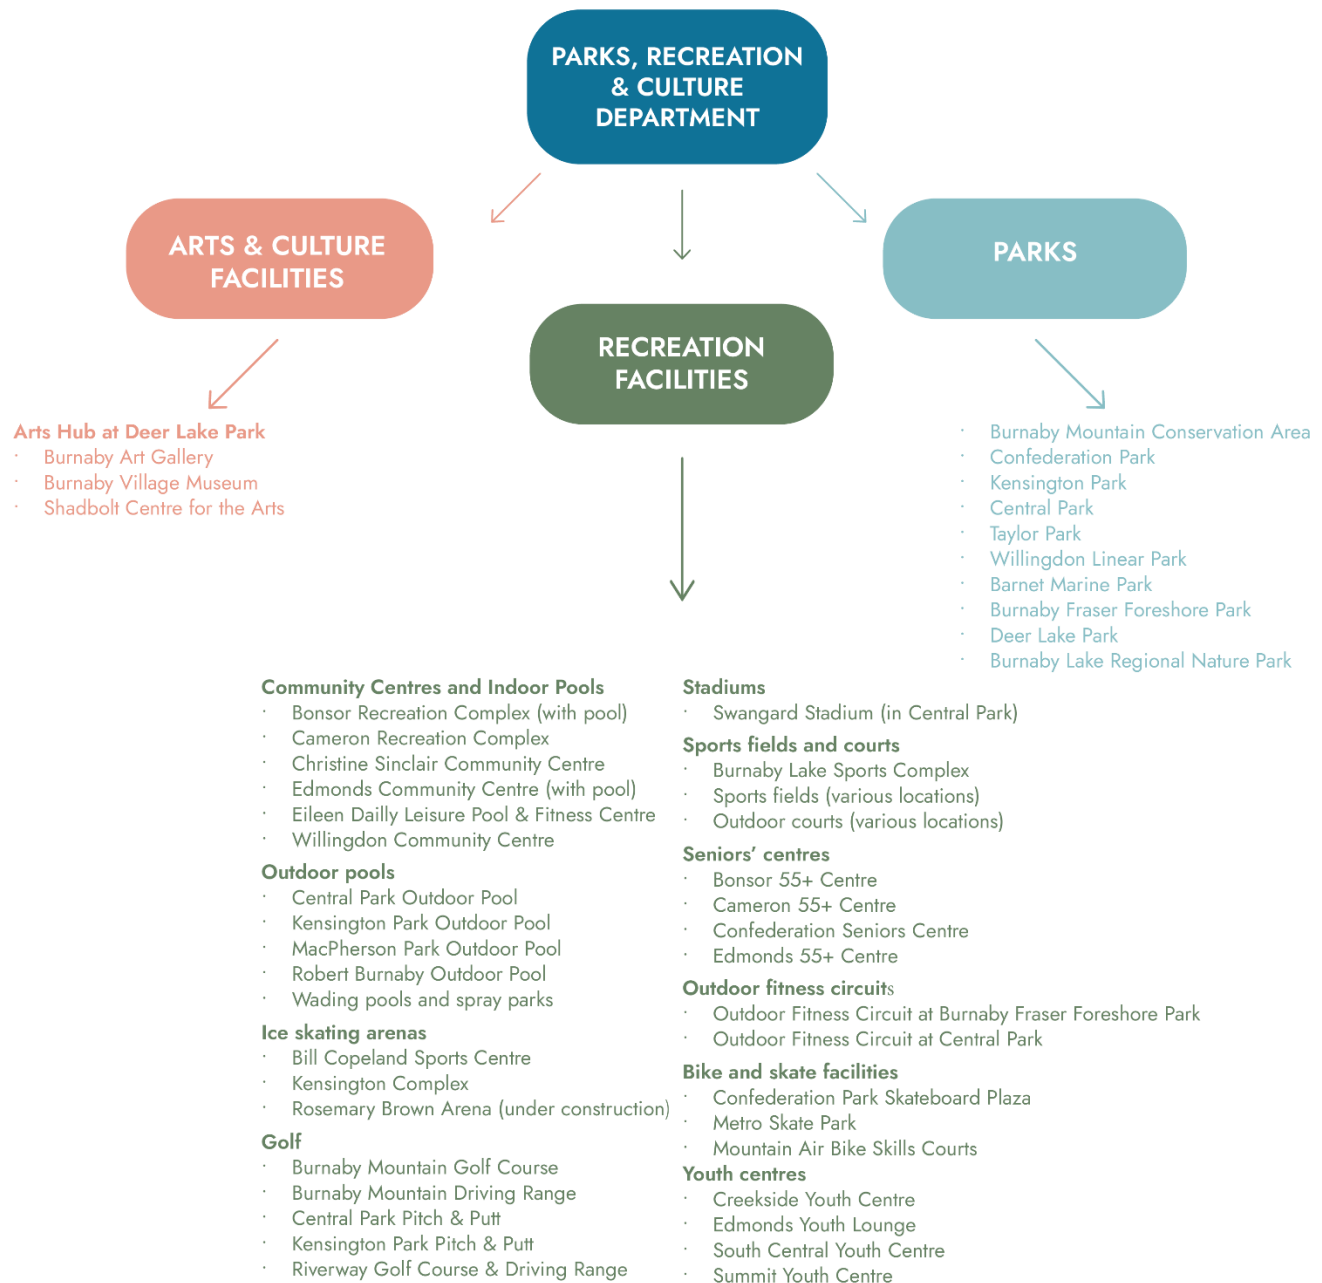 PARKS, RECREATION
& CULTURE
DEPARTMENT
ARTS & CULTURE
FACILITIES
PARKS
RECREATION
FACILITIES
Arts Hub at Deer Lake Park
· Burnaby Art Gallery
· Burnaby Village Museum
· Shadbolt Centre for the Arts
· Burnaby Mountain Conservation Area
· Confederation Park
· Kensington Park
· Central Park
· Taylor Park
· Willingdon Linear Park
· Barnet Marine Park
· Burnaby Fraser Foreshore Park
· Deer Lake Park
· Burnaby Lake Regional Nature Park
Community Centres and Indoor Pools
· Bonsor Recreation Complex (with pool)
· Cameron Recreation Complex
· Christine Sinclair Community Centre
· Edmonds Community Centre (with pool)
· Eileen Dailly Leisure Pool & Fitness Centre
· Willingdon Community Centre
Outdoor pools
· Central Park Outdoor Pool
· Kensington Park Outdoor Pool
· MacPherson Park Outdoor Pool
· Robert Burnaby Outdoor Pool
· Wading pools and spray parks
Ice skating arenas
· Bill Copeland Sports Centre
· Kensington Complex
· Rosemary Brown Arena (under construction)
Golf
· Burnaby Mountain Golf Course
· Burnaby Mountain Driving Range
· Central Park Pitch & Putt
· Kensington Park Pitch & Putt
· Riverway Golf Course & Driving Range
Stadiums
· Swangard Stadium (in Central Park)
Sports fields and courts
· Burnaby Lake Sports Complex
· Sports fields (various locations)
· Outdoor courts (various locations)
Seniors' centres
· Bonsor 55+ Centre
· Cameron 55+ Centre
· Confederation Seniors Centre
· Edmonds 55+ Centre
Outdoor fitness circuits
· Outdoor Fitness Circuit at Burnaby Fraser Foreshore Park
· Outdoor Fitness Circuit at Central Park
Bike and skate facilities
· Confederation Park Skateboard Plaza
· Metro Skate Park
· Mountain Air Bike Skills Courts
Youth centres
· Creekside Youth Centre
· Edmonds Youth Lounge
· South Central Youth Centre
· Summit Youth Centre